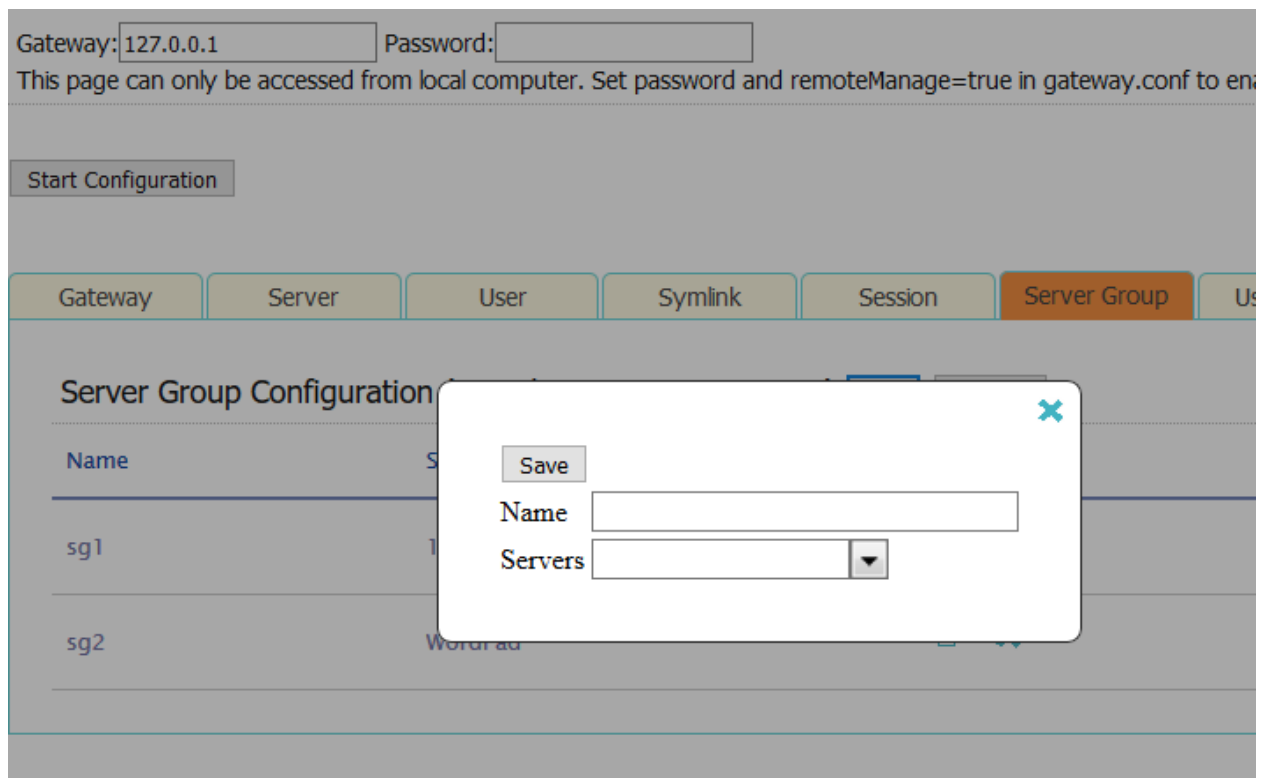 Gateway: 127.0.0.1 Password:
This page can only be accessed from local computer. Set password and remoteManage=true in gateway.conf to
Start Configuration
Gateway Server User Symlink Session Server Group
Server Group Configuration
Save
Name
Name
sg1
Servers
sg2 WordPad